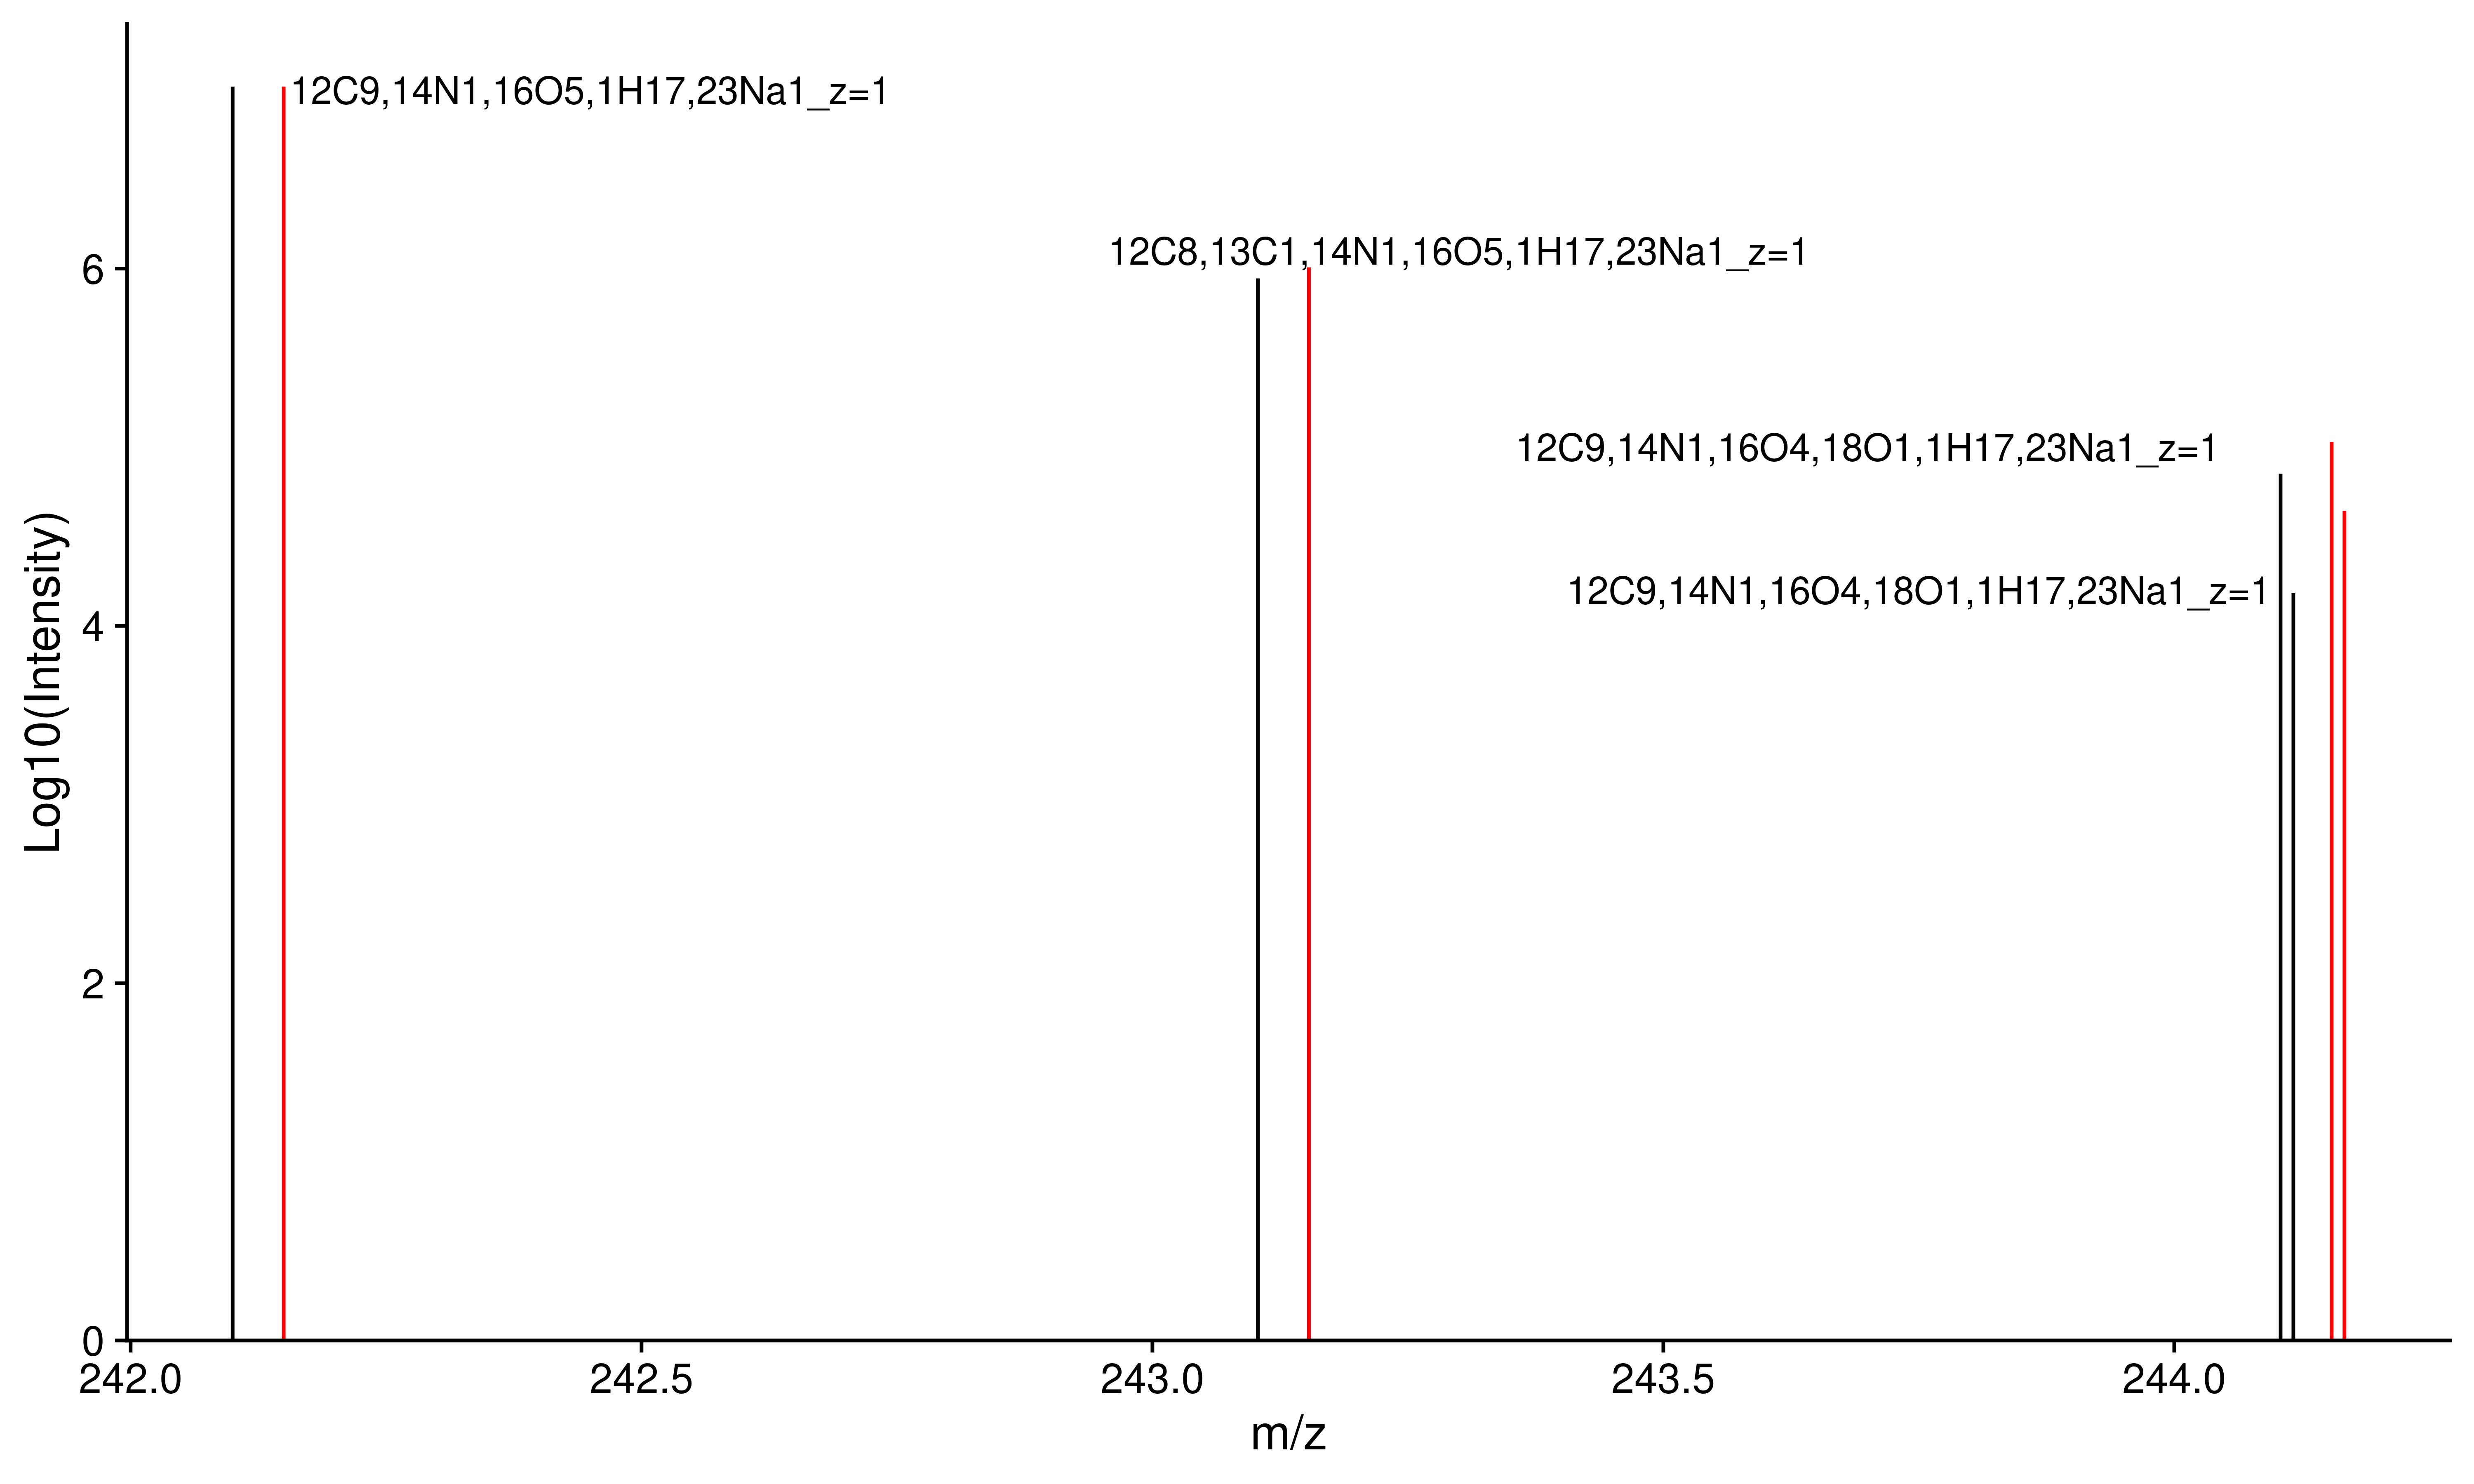 12C9,14N1,16O5,1H17,23Na1_z=1
12C8,13C1,14N1,16O5,1H17,23Na1_z=1
12C9,14N1,16O4,18O1,1H17,23Na1_z=1
12C9,14N1,16O4,18O1,1H17,23Na1_z=1
Log10(Intensity)
6
4
2
0
242.0 242.5 243.0 243.5 244.0
m/z